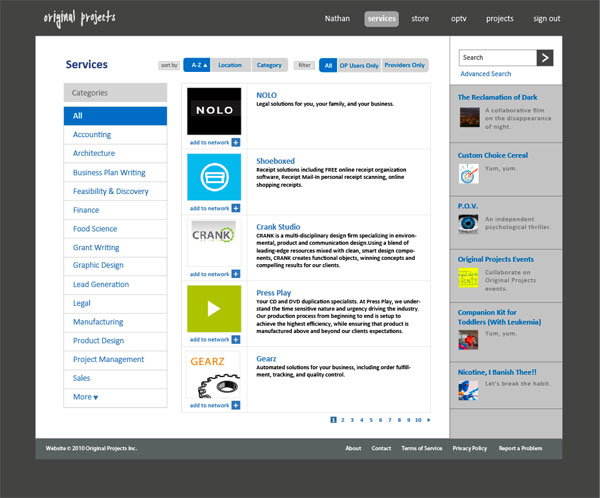 original projects
Nathan services store optv projects sign out
Services
sort by A-Z ▲ Location Category filter All OP Users Only Providers Only
Categories
All
Accounting
Architecture
Business Plan Writing
Feasibility & Discovery
Finance
Food Science
Grant Writing
Graphic Design
Lead Generation
Legal
Manufacturing
Product Design
Project Management
Sales
More ▼
NOLO
NOLO
Legal solutions for you, your family, and your business.
add to network +
Shoeboxed
Receipt solutions including FREE online receipt organization
software, Receipt Mail-In personal receipt scanning, online
shopping receipts.
add to network +
CRANK
Crank Studio
CRANK is a multi-disciplinary design firm specializing in environ-
mental, product and communication design.Using a blend of
leading-edge resources mixed with clean, smart design compo-
nents, CRANK creates functional objects, winning concepts and
compelling results for our clients.
add to network +
Press Play
Your CD and DVD duplication specialists. At Press Play, we under-
stand the time sensitive nature and urgency driving the industry.
Our production process from beginning to end is setup to
achieve the highest efficiency, while ensuring that product is
manufactured above and beyond our clients expectations.
add to network +
GEARZ
Gearz
Automated solutions for your business, including order fulfill-
ment, tracking, and quality control.
add to network +
1 2 3 4 5 6 7 8 9 10 ►
Search >
Advanced Search
The Reclamation of Dark
A collaborative film
on the disappearance
of night.
Custom Choice Cereal
Yum, yum.
P.O.V.
An independent
psychological thriller.
Original Projects Events
Collaborate on
Original Projects
events.
Companion Kit for
Toddlers (With Leukemia)
Yum, yum.
Nicotine, I Banish Thee!!
Let's break the habit.
Website © 2010 Original Projects Inc. About Contact Terms of Service Privacy Policy Report a Problem